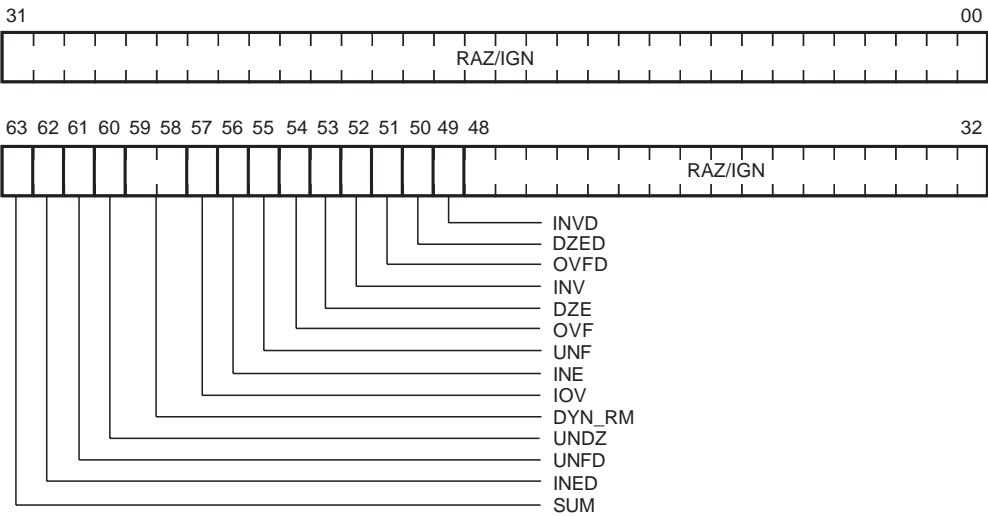 31 00
RAZ/IGN
63 62 61 60 59 58 57 56 55 54 53 52 51 50 49 48 32
RAZ/IGN
INVD
DZED
OVFD
INV
DZE
OVF
UNF
INE
IOV
DYN_RM
UNDZ
UNFD
INED
SUM